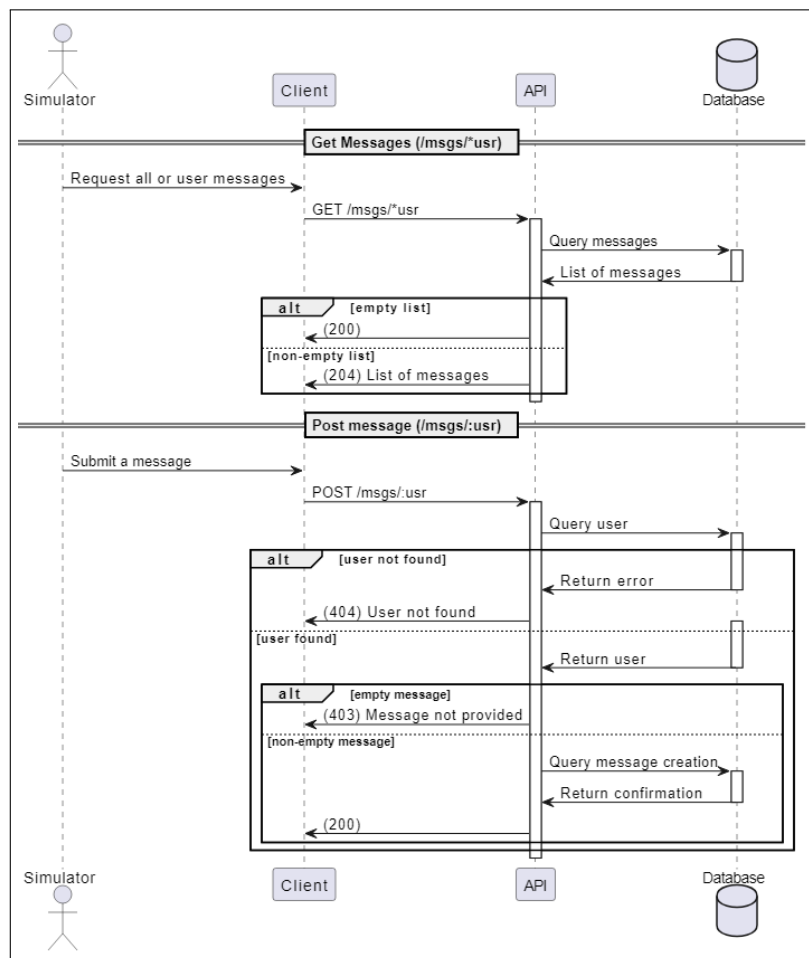 Simulator
Client
API
Database
Get Messages (/msgs/*usr)
Request all or user messages
GET /msgs/*usr
Query messages
List of messages
alt [empty list]
(200)
[non-empty list]
(204) List of messages
Post message (/msgs/:usr)
Submit a message
POST /msgs/:usr
Query user
alt [user not found]
Return error
(404) User not found
[user found]
Return user
alt [empty message]
(403) Message not provided
[non-empty message]
Query message creation
Return confirmation
(200)
Simulator
Client
API
Database